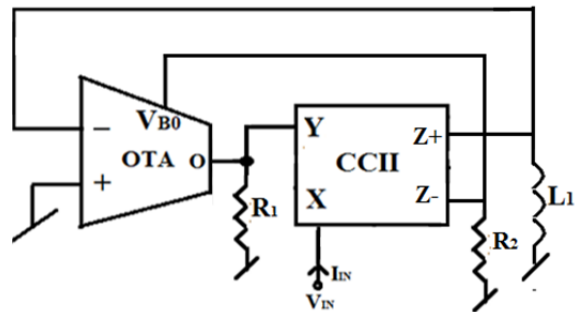 VB0
−
OTA O
+
Y
Z+
CCII
X
Z-
R1
L1
R2
IIN
VIN